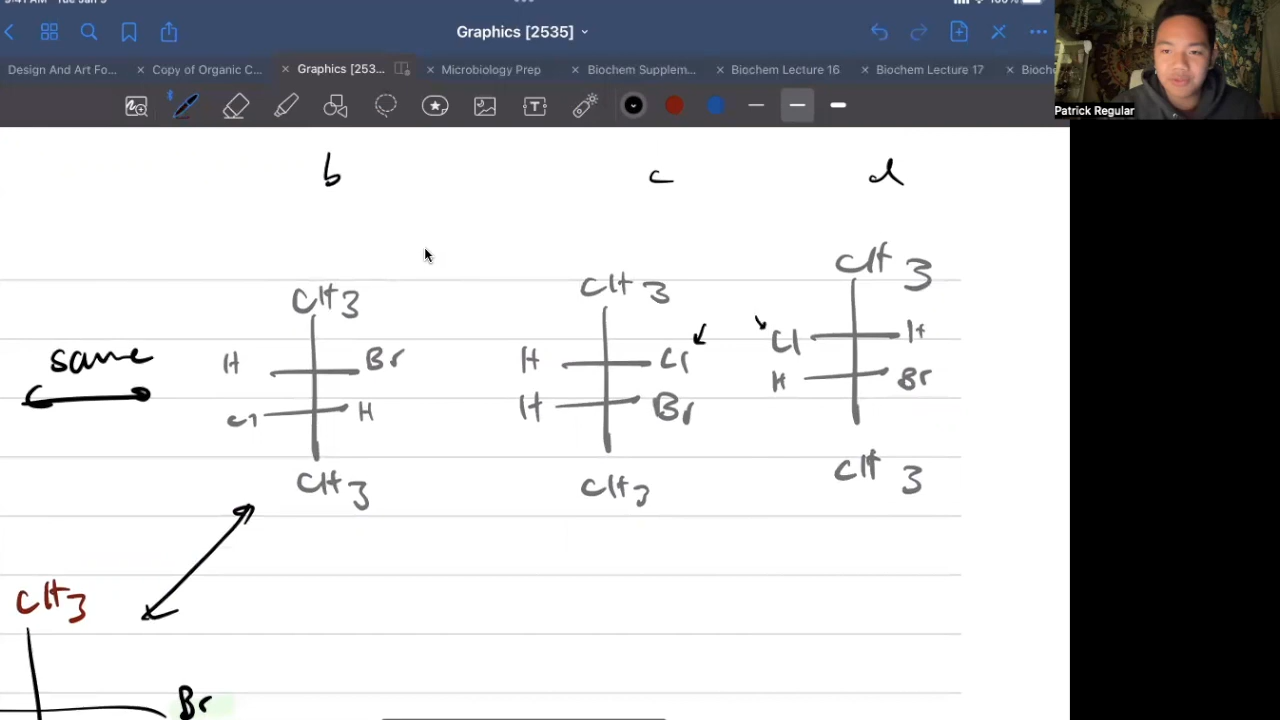 Graphics [2535]
Design And Art Fo...
Copy of Organic C...
Graphics [253...
Microbiology Prep
Biochem Supplem...
Biochem Lecture 16
Biochem Lecture 17
Patrick Regular
b
c
d
CH3
H Br
Cl H
CH3
CH3
H Cl
H Br
CH3
CH3
Cl H
H Br
CH3
same
CH3
Br